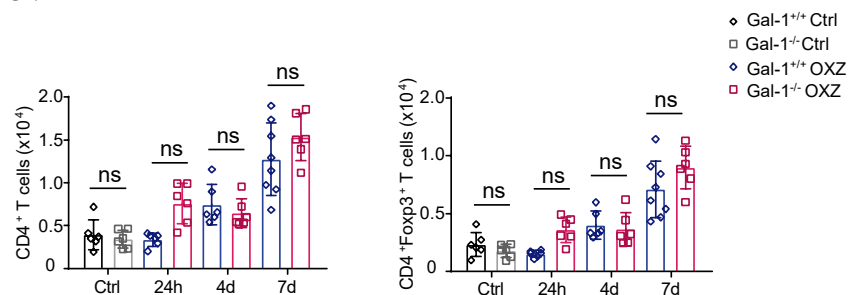 Gal-1+/+ Ctrl
Gal-1-/- Ctrl
Gal-1+/+ OXZ
Gal-1-/- OXZ
CD4+ T cells (x10⁴)
2.0
1.5
1.0
0.5
0
ns
ns
ns
ns
Ctrl
24h
4d
7d
CD4+Foxp3+ T cells (x10⁴)
2.0
1.0
0.5
0
ns
ns
ns
ns
Ctrl
24h
4d
7d